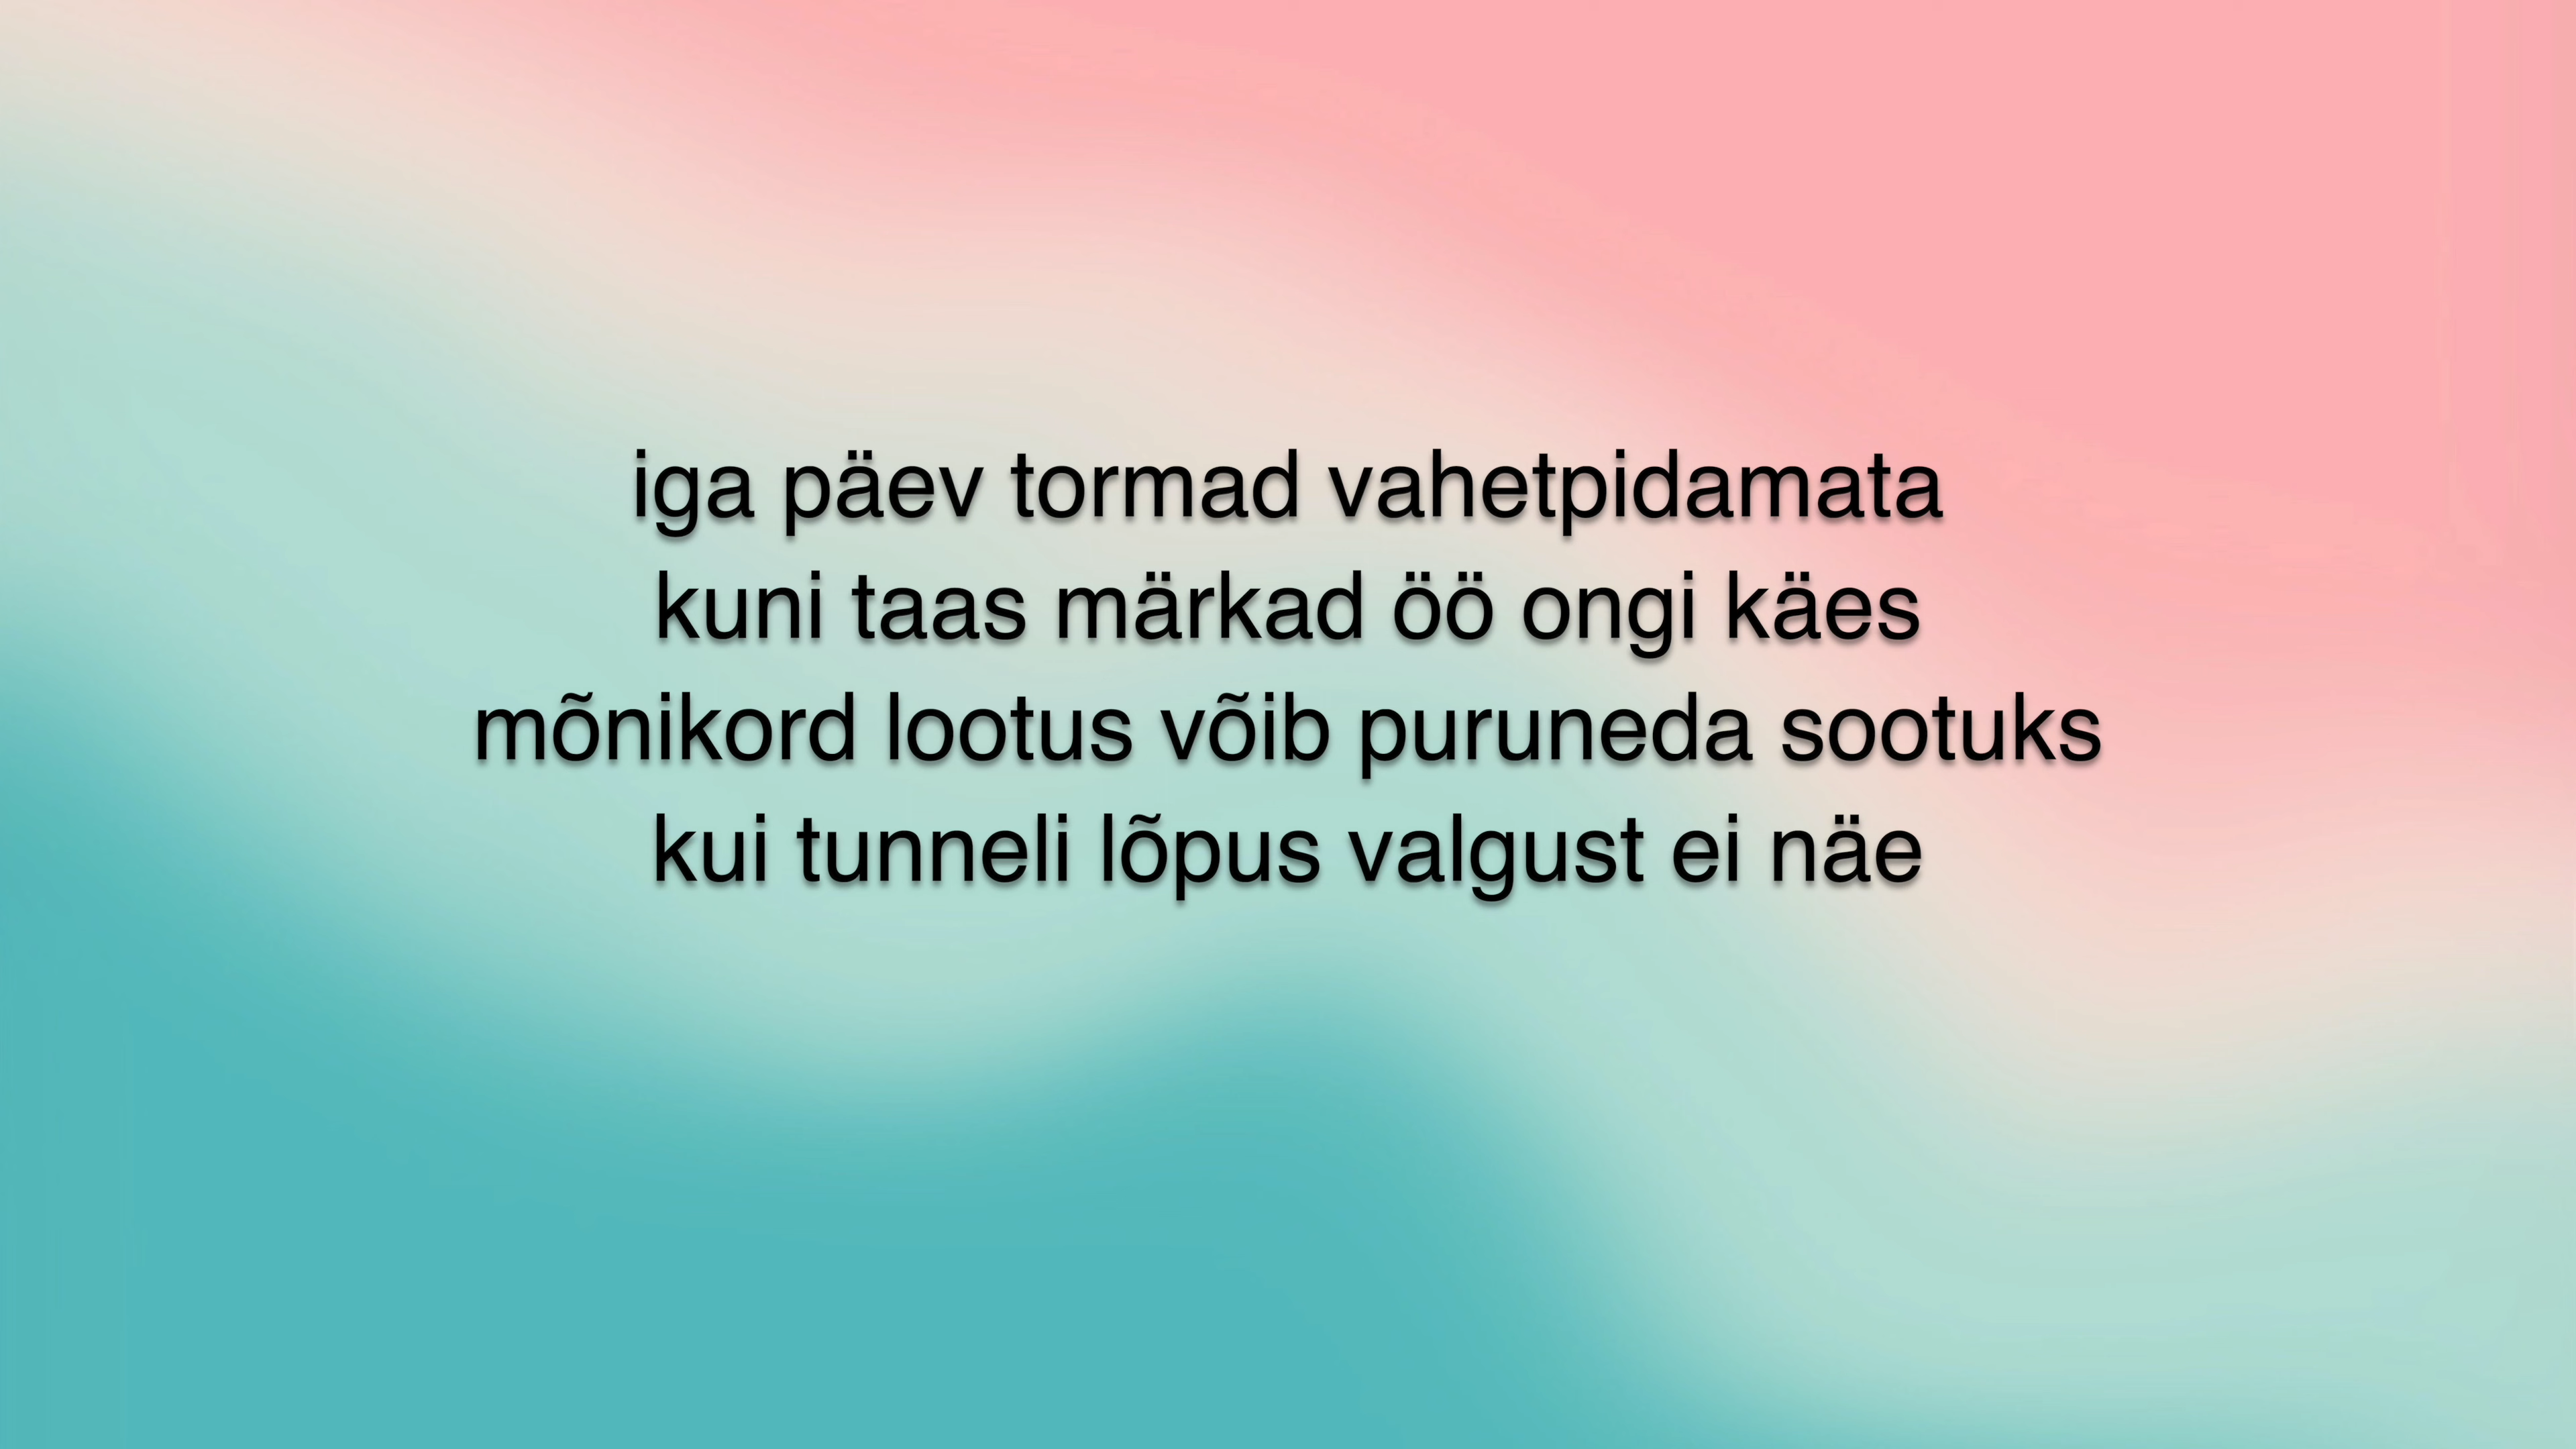 iga päev tormad vahetpidamata
kuni taas märkad öö ongi käes
mõnikord lootus võib puruneda sootuks
kui tunneli lõpus valgust ei näe